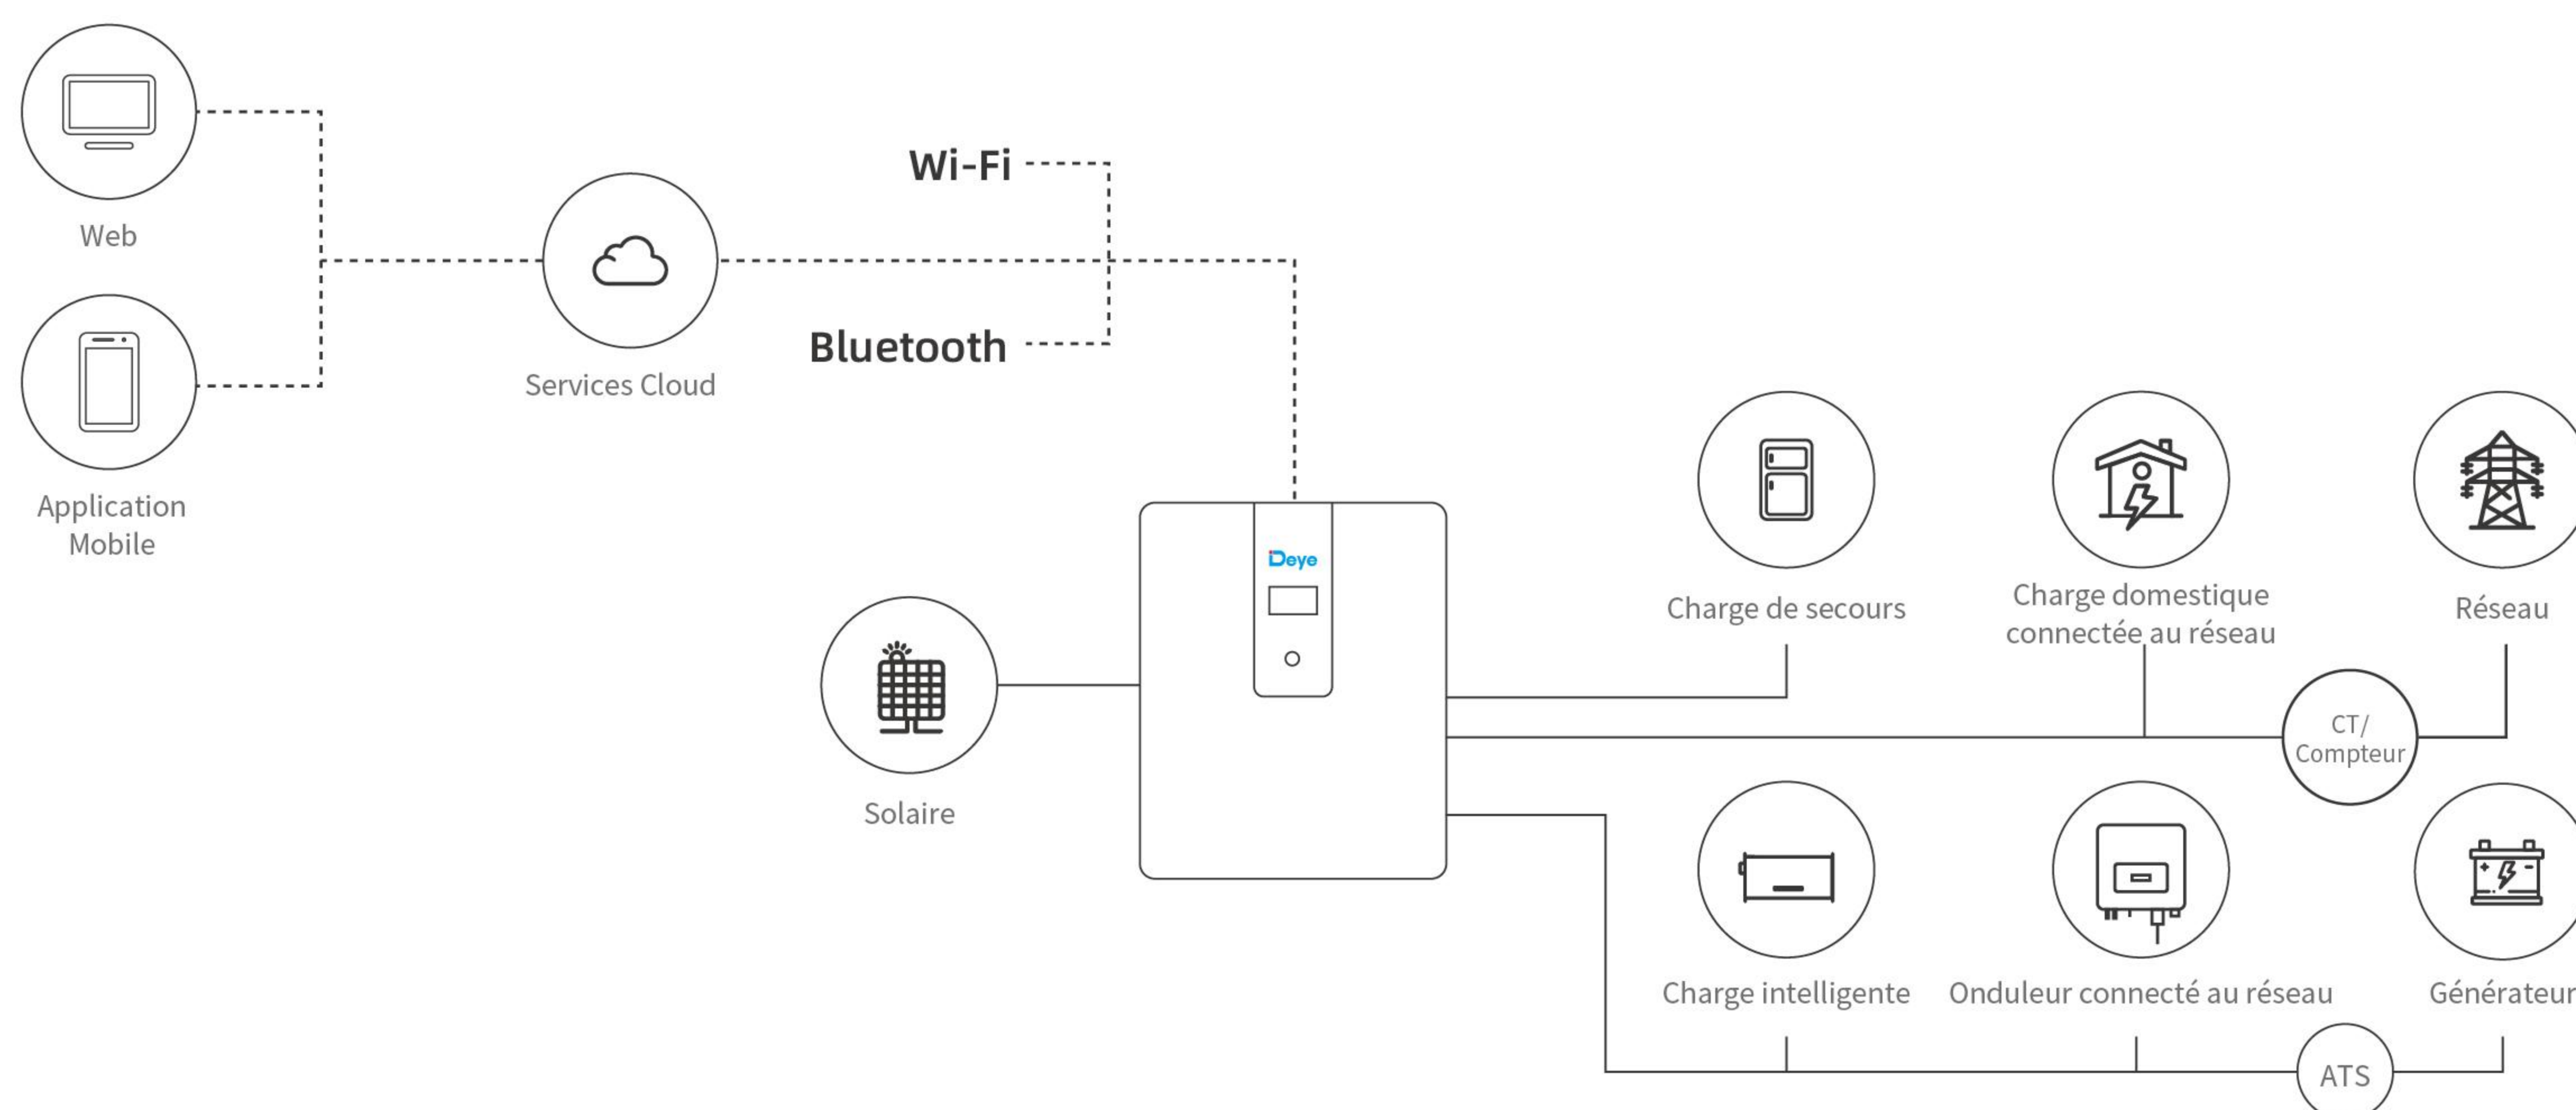 Web
Application
Mobile
Services Cloud
Wi-Fi
Bluetooth
Deye
Solaire
Charge de secours
Charge domestique
connectée au réseau
Réseau
CT/
Compteur
Charge intelligente
Onduleur connecté au réseau
Générateur
ATS